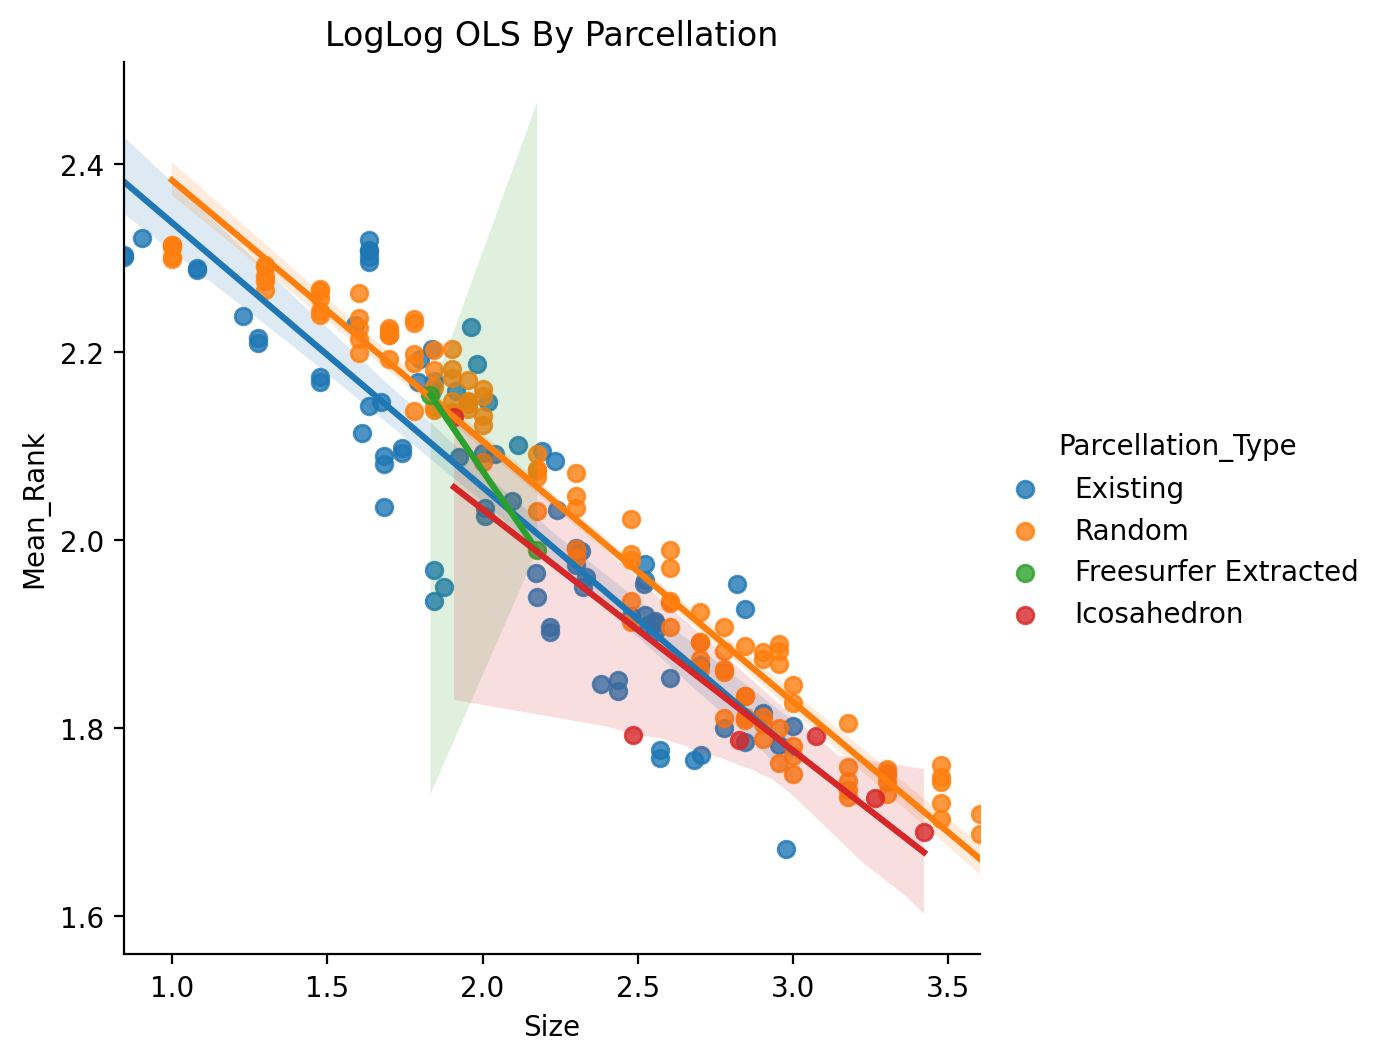 LogLog OLS By Parcellation
Mean_Rank
2.4
2.2
2.0
1.8
1.6
1.0 1.5 2.0 2.5 3.0 3.5
Size
Parcellation_Type
Existing
Random
Freesurfer Extracted
Icosahedron